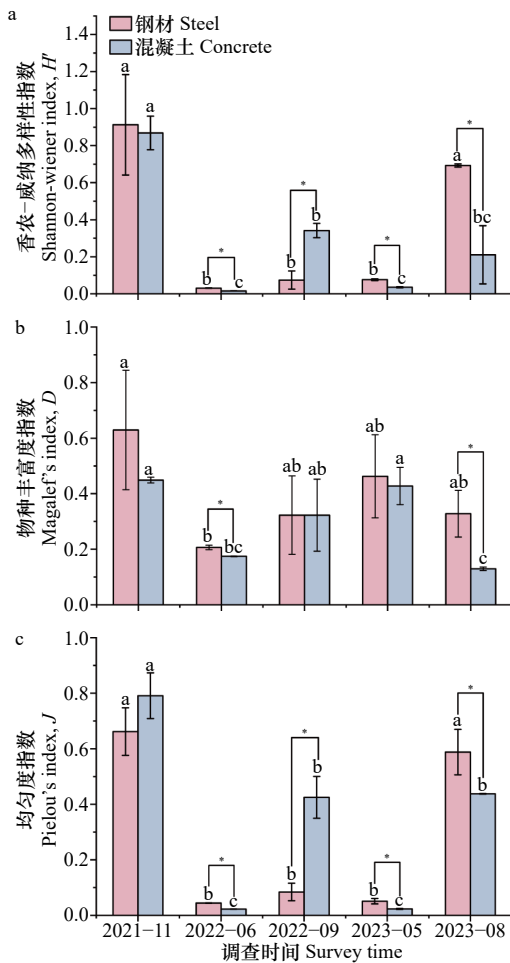 a
钢材 Steel
混凝土 Concrete
香农−威纳多样性指数
Shannon-wiener index, H′
1.4
1.2
1.0
0.8
0.6
0.4
0.2
0.0
a
a
*
b
c
*
b
b
*
b
c
*
a
bc
b
物种丰富度指数
Magalef's index, D
1.0
0.8
0.6
0.4
0.2
0.0
a
a
*
b
bc
ab
ab
ab
a
*
ab
c
c
均匀度指数
Pielou's index, J
1.0
0.8
0.6
0.4
0.2
0.0
a
a
*
b
c
*
b
b
*
b
c
*
a
b
2021−11 2022−06 2022−09 2023−05 2023−08
调查时间 Survey time